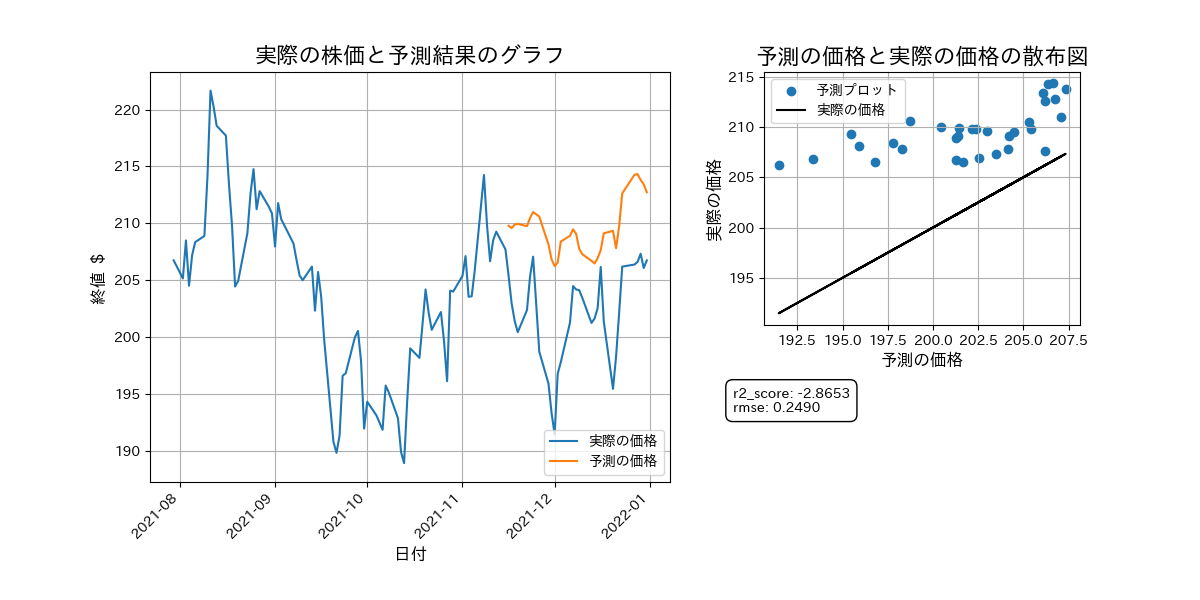 実際の株価と予測結果のグラフ
終値 $
220
215
210
205
200
195
190
2021-08
2021-09
2021-10
2021-11
2021-12
2022-01
日付
実際の価格
予測の価格
予測の価格と実際の価格の散布図
実際の価格
215
210
205
200
195
192.5
195.0
197.5
200.0
202.5
205.0
207.5
予測の価格
予測プロット
実際の価格
r2_score: -2.8653
rmse: 0.2490